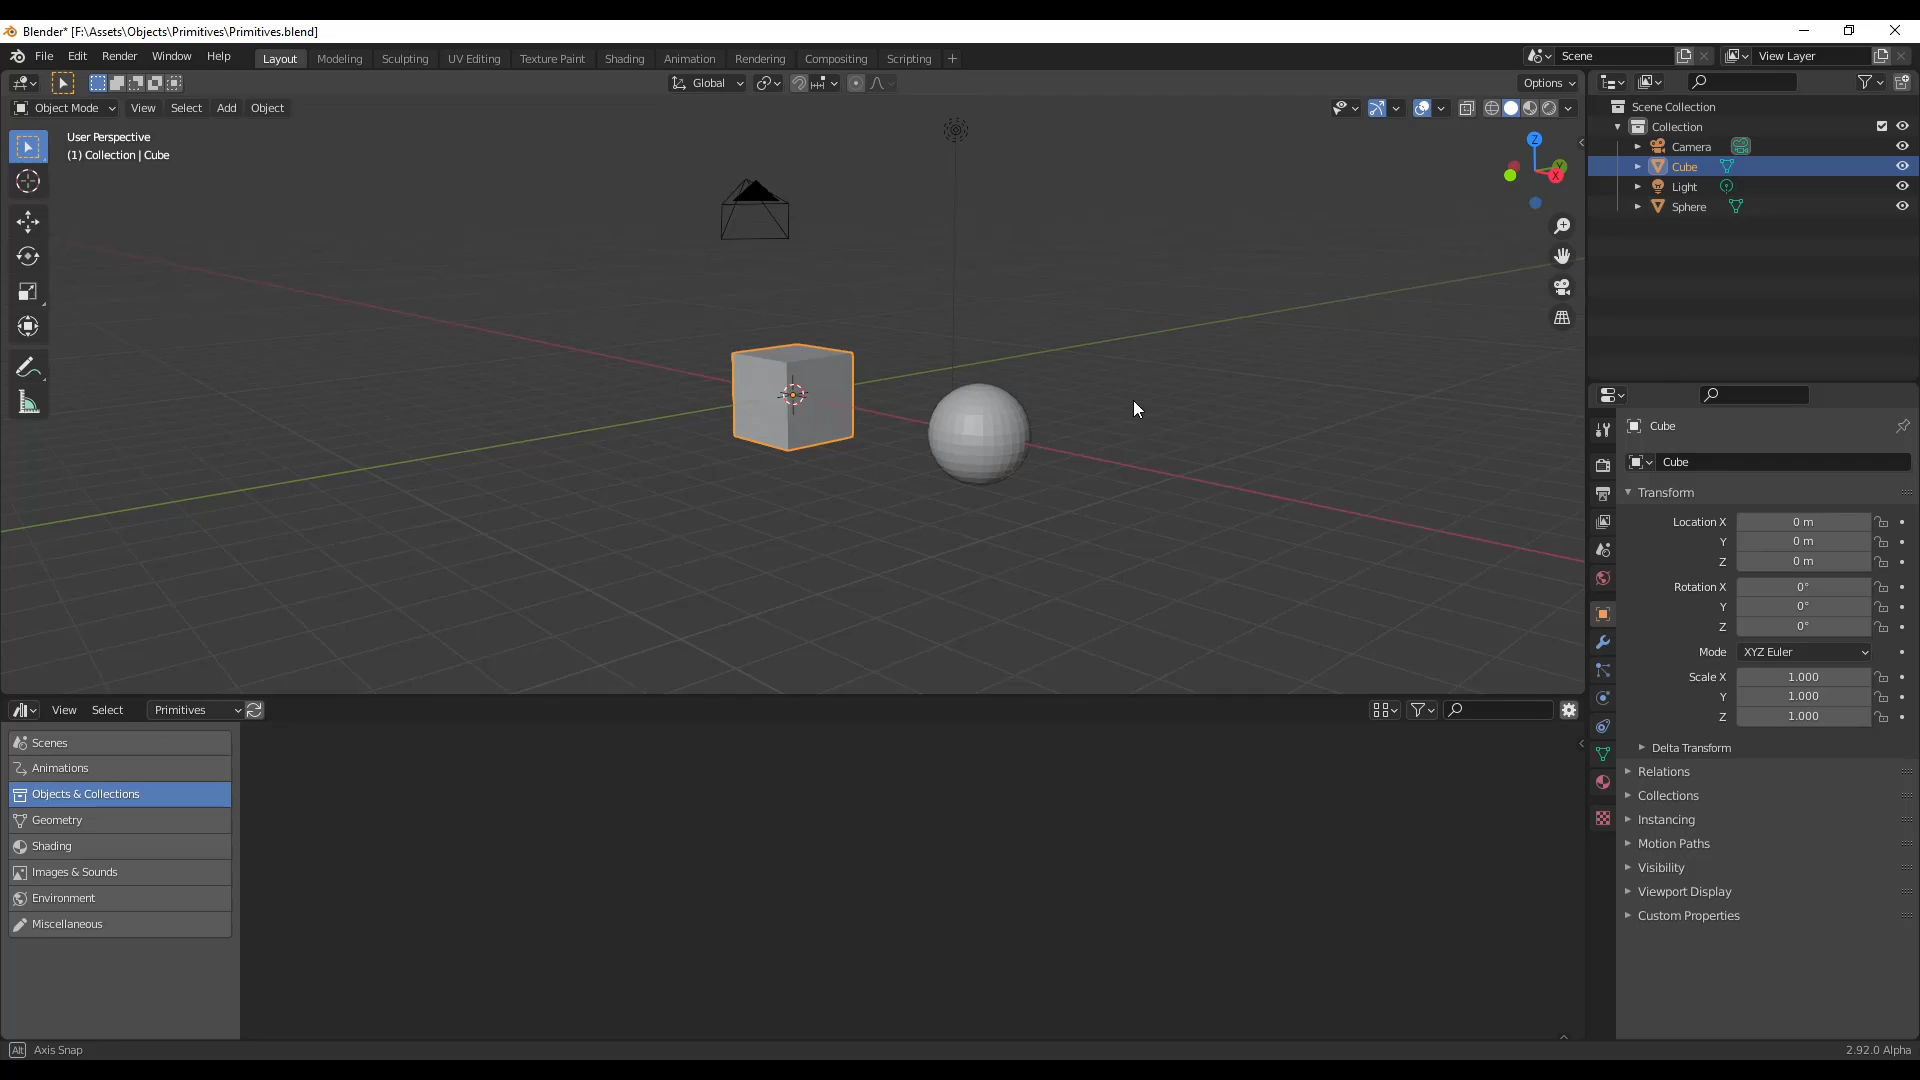 Blender* [F:\Assets\Objects\Primitives\Primitives.blend]
File Edit Render Window Help Layout Modeling Sculpting UV Editing Texture Paint Shading Animation Rendering Compositing Scripting + Scene View Layer
Global Options
Object Mode View Select Add Object
User Perspective
(1) Collection | Cube
Z
Y
X
Scene Collection
Collection
Camera
Cube
Light
Sphere
Cube
Cube
Transform
Location X 0 m
Y 0 m
Z 0 m
Rotation X 0°
Y 0°
Z 0°
Mode XYZ Euler
Scale X 1.000
Y 1.000
Z 1.000
Delta Transform
Relations
Collections
Instancing
Motion Paths
Visibility
Viewport Display
Custom Properties
View Select Primitives
Scenes
Animations
Objects & Collections
Geometry
Shading
Images & Sounds
Environment
Miscellaneous
Alt Axis Snap
2.92.0 Alpha